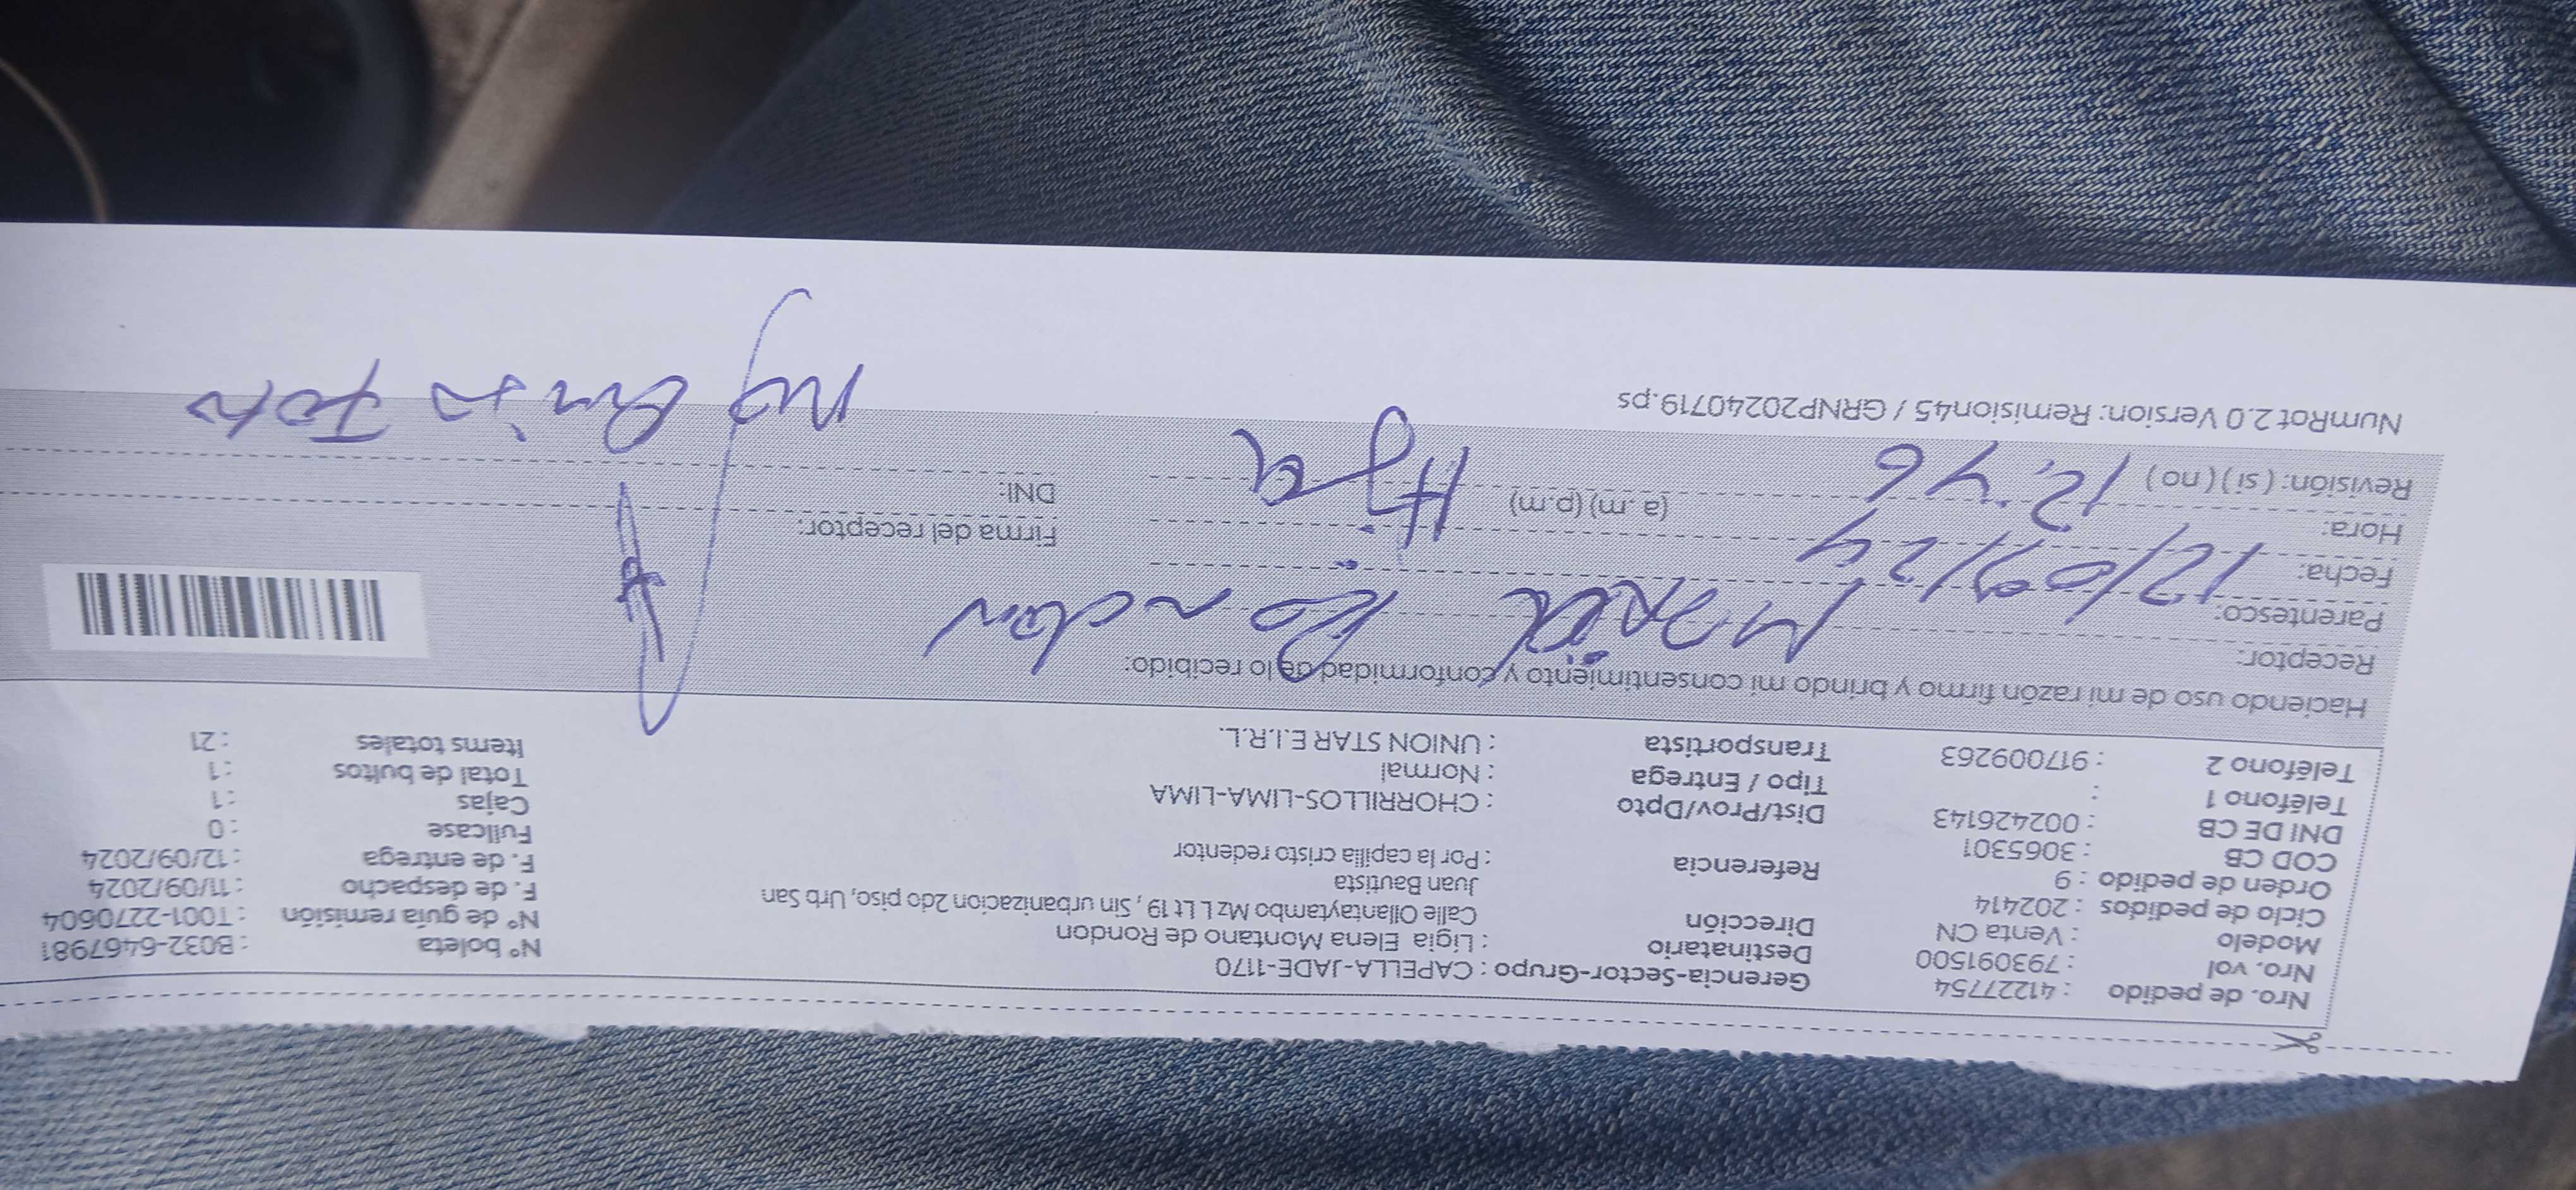 Nro. de pedido : 41227754
Nro. vol : 793091500
Modelo : Venta CN
Ciclo de pedidos : 202414
Orden de pedido : 9
COD CB : 3065301
DNI DE CB : 002426143
Teléfono 1 :
Teléfono 2 : 917009263
Gerencia-Sector-Grupo : CAPELLA-JADE-1170
Destinatario : Ligia Elena Montano de Rondon
Dirección Calle Ollantaytambo Mz L Lt 19 , Sin urbanizacion 2do piso, Urb San
Juan Bautista
Referencia : Por la capilla cristo redentor
Dist/Prov/Dpto : CHORRILLOS-LIMA-LIMA
Tipo / Entrega : Normal
Transportista : UNION STAR E.I.R.L.
N° boleta : B032-6467981
N° de guía remisión : T001-2270604
F. de despacho : 11/09/2024
F. de entrega : 12/09/2024
Fullcase : 0
Cajas : 1
Total de bultos : 1
Items totales : 21
Haciendo uso de mi razón firmo y brindo mi consentimiento y conformidad de lo recibido:
Receptor: Rondon
Parentesco: Hija
Fecha: 12/09/24
Hora: 12:46 (a.m) (p.m)
Revisión: ( si ) ( no )
Firma del receptor:
DNI:
No Foto
NumRot 2.0 Version: Remision45 / GRNP20240719.ps